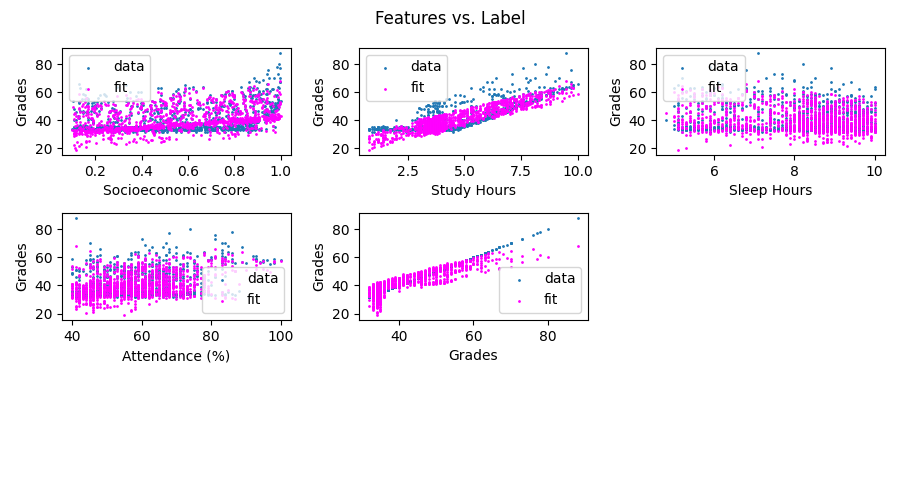 Features vs. Label
Grades
80
60
40
20
data
fit
0.2 0.4 0.6 0.8 1.0
Socioeconomic Score
Grades
80
60
40
20
data
fit
2.5 5.0 7.5 10.0
Study Hours
Grades
80
60
40
20
data
fit
6 8 10
Sleep Hours
Grades
80
60
40
20
data
fit
40 60 80 100
Attendance (%)
Grades
80
60
40
20
data
fit
40 60 80
Grades